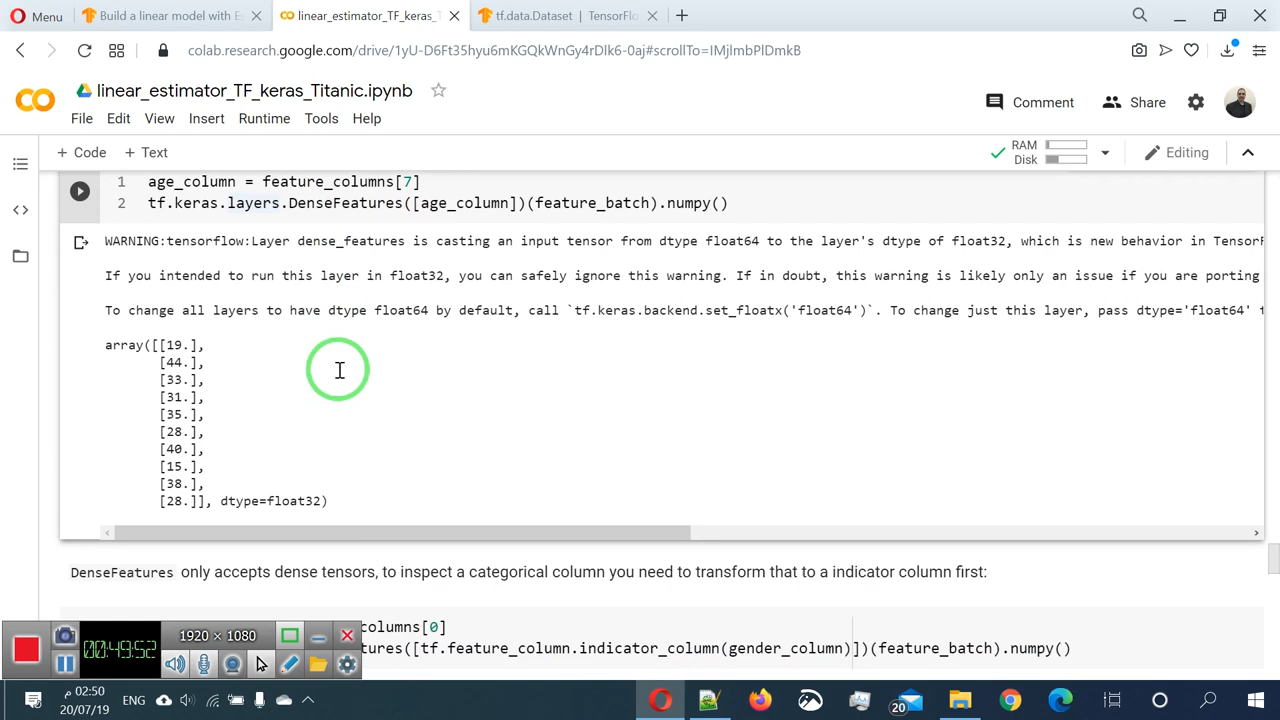 Menu
Build a linear model with Es
linear_estimator_TF_keras_T
tf.data.Dataset | TensorFlo
colab.research.google.com/drive/1yU-D6Ft35hyu6mKGQkWnGy4rDlk6-0aj#scrollTo=IMjlmbPlDmkB
linear_estimator_TF_keras_Titanic.ipynb
Comment
Share
File Edit View Insert Runtime Tools Help
+ Code + Text
RAM
Disk
Editing
1 age_column = feature_columns[7]
2 tf.keras.layers.DenseFeatures([age_column])(feature_batch).numpy()
WARNING:tensorflow:Layer dense_features is casting an input tensor from dtype float64 to the layer's dtype of float32, which is new behavior in TensorF
If you intended to run this layer in float32, you can safely ignore this warning. If in doubt, this warning is likely only an issue if you are porting
To change all layers to have dtype float64 by default, call `tf.keras.backend.set_floatx('float64')`. To change just this layer, pass dtype='float64' t
array([[19.],
[44.],
[33.],
[31.],
[35.],
[28.],
[40.],
[15.],
[38.],
[28.]], dtype=float32)
DenseFeatures only accepts dense tensors, to inspect a categorical column you need to transform that to a indicator column first:
columns[0]
tures([tf.feature_column.indicator_column(gender_column)])(feature_batch).numpy()
00:49:52
1920 × 1080
02:50 م
20/07/19
ENG
20